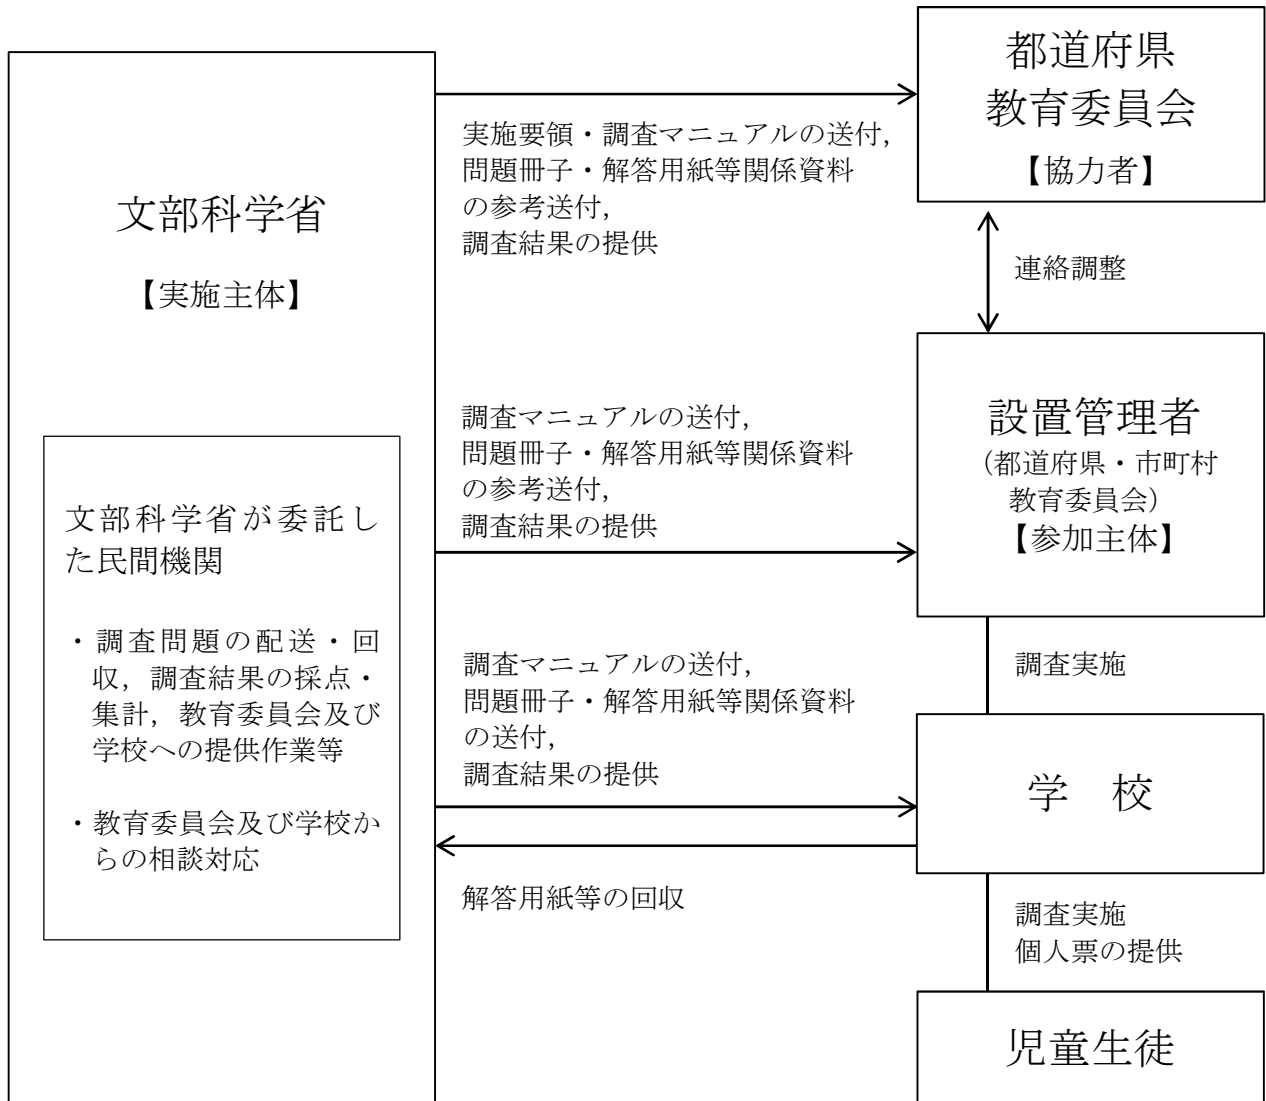 文部科学省
【実施主体】
文部科学省が委託し
た民間機関
・調査問題の配送・回
収，調査結果の採点・
集計，教育委員会及び
学校への提供作業等
・教育委員会及び学校か
らの相談対応
実施要領・調査マニュアルの送付，
問題冊子・解答用紙等関係資料
の参考送付，
調査結果の提供
調査マニュアルの送付，
問題冊子・解答用紙等関係資料
の参考送付，
調査結果の提供
調査マニュアルの送付，
問題冊子・解答用紙等関係資料
の送付，
調査結果の提供
解答用紙等の回収
都道府県
教育委員会
【協力者】
連絡調整
設置管理者
（都道府県・市町村
教育委員会）
【参加主体】
調査実施
学　校
調査実施
個人票の提供
児童生徒